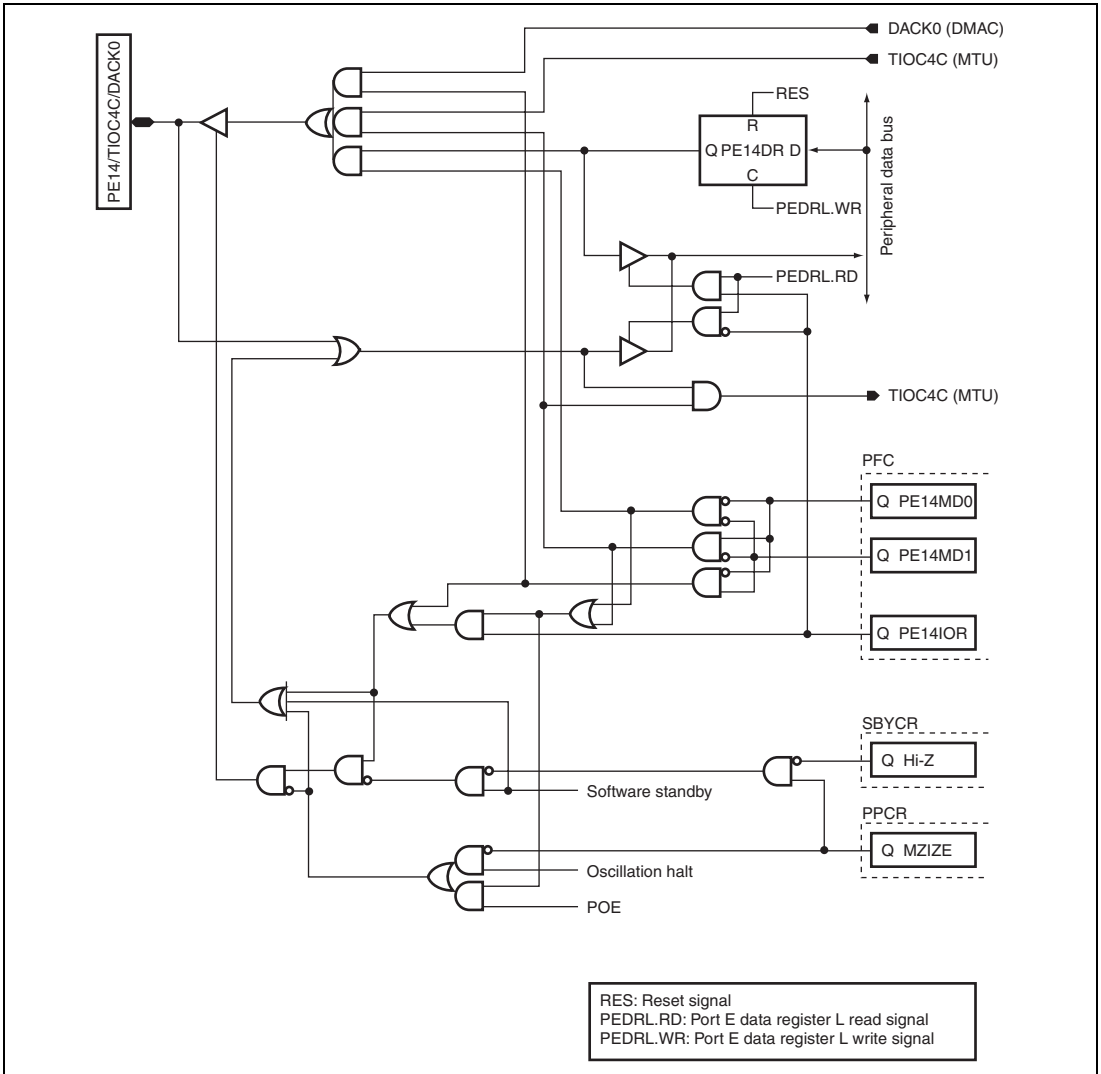 PE14/TIOC4C/DACK0
DACK0 (DMAC)
TIOC4C (MTU)
RES
R
Q PE14DR D
C
PEDRL.WR
Peripheral data bus
PEDRL.RD
TIOC4C (MTU)
PFC
Q PE14MD0
Q PE14MD1
Q PE14IOR
SBYCR
Q Hi-Z
Software standby
PPCR
Q MZIZE
Oscillation halt
POE
RES: Reset signal
PEDRL.RD: Port E data register L read signal
PEDRL.WR: Port E data register L write signal